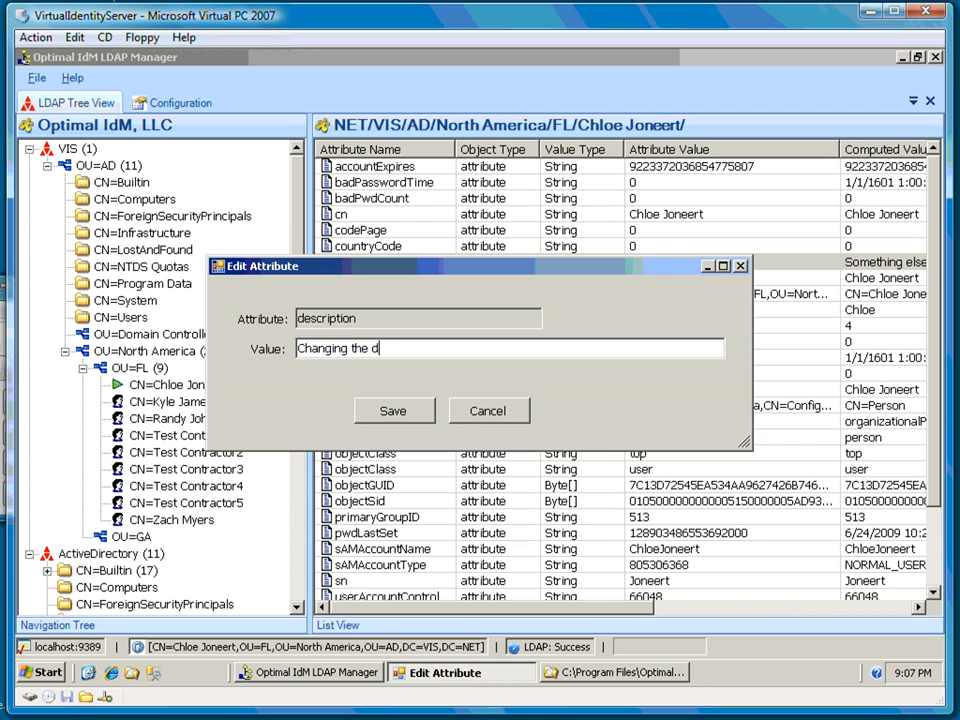 VirtualIdentityServer - Microsoft Virtual PC 2007
Action Edit CD Floppy Help
Optimal IdM LDAP Manager
File Help
LDAP Tree View Configuration
Optimal IdM, LLC
VIS (1)
OU=AD (11)
CN=Builtin
CN=Computers
CN=ForeignSecurityPrincipals
CN=Infrastructure
CN=LostAndFound
CN=NTDS Quotas
CN=Program Data
CN=System
CN=Users
OU=Domain Controll
OU=North America (
OU=FL (9)
CN=Chloe Jon
CN=Kyle Jame
CN=Randy Joh
CN=Test Cont
CN=Test Contractor2
CN=Test Contractor3
CN=Test Contractor4
CN=Test Contractor5
CN=Zach Myers
OU=GA
ActiveDirectory (11)
CN=Builtin (17)
CN=Computers
CN=ForeignSecurityPrincipals
Navigation Tree
NET/VIS/AD/North America/FL/Chloe Joneert/
Attribute Name Object Type Value Type Attribute Value Computed Valu
accountExpires attribute String 9223372036854775807 9223372036854
badPasswordTime attribute String 0 1/1/1601 1:00:
badPwdCount attribute String 0 0
cn attribute String Chloe Joneert Chloe Joneert
codePage attribute String 0 0
countryCode attribute String 0 0
Something else
Chloe Joneert
FL,OU=Nort... CN=Chloe Jone
Chloe
4
0
1/1/1601 1:00:
Chloe Joneert
a,CN=Config... CN=Person
organizationalP
person
Edit Attribute
Attribute: description
Value: Changing the d
Save Cancel
objectClass attribute String top top
objectClass attribute String user user
objectGUID attribute Byte[] 7C13D72545EA534AA9627426B746... 7C13D72545EA
objectSid attribute Byte[] 0105000000000005150000005AD93... 01050000000
primaryGroupID attribute String 513 513
pwdLastSet attribute String 128903486553692000 6/24/2009 10:2
sAMAccountName attribute String ChloeJoneert ChloeJoneert
sAMAccountType attribute String 805306368 NORMAL_USER
sn attribute String Joneert Joneert
userAccountControl attribute String 66048 66048
List View
localhost:9389 | [CN=Chloe Joneert,OU=FL,OU=North America,OU=AD,DC=VIS,DC=NET] | LDAP: Success |
Start Optimal IdM LDAP Manager Edit Attribute C:\Program Files\Optimal... 9:07 PM